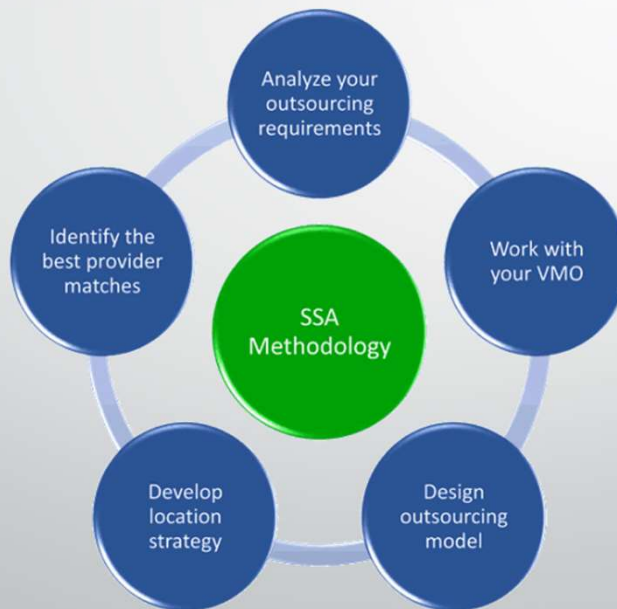 Analyze your
outsourcing
requirements
Work with
your VMO
Design
outsourcing
model
Develop
location
strategy
Identify the
best provider
matches
SSA
Methodology